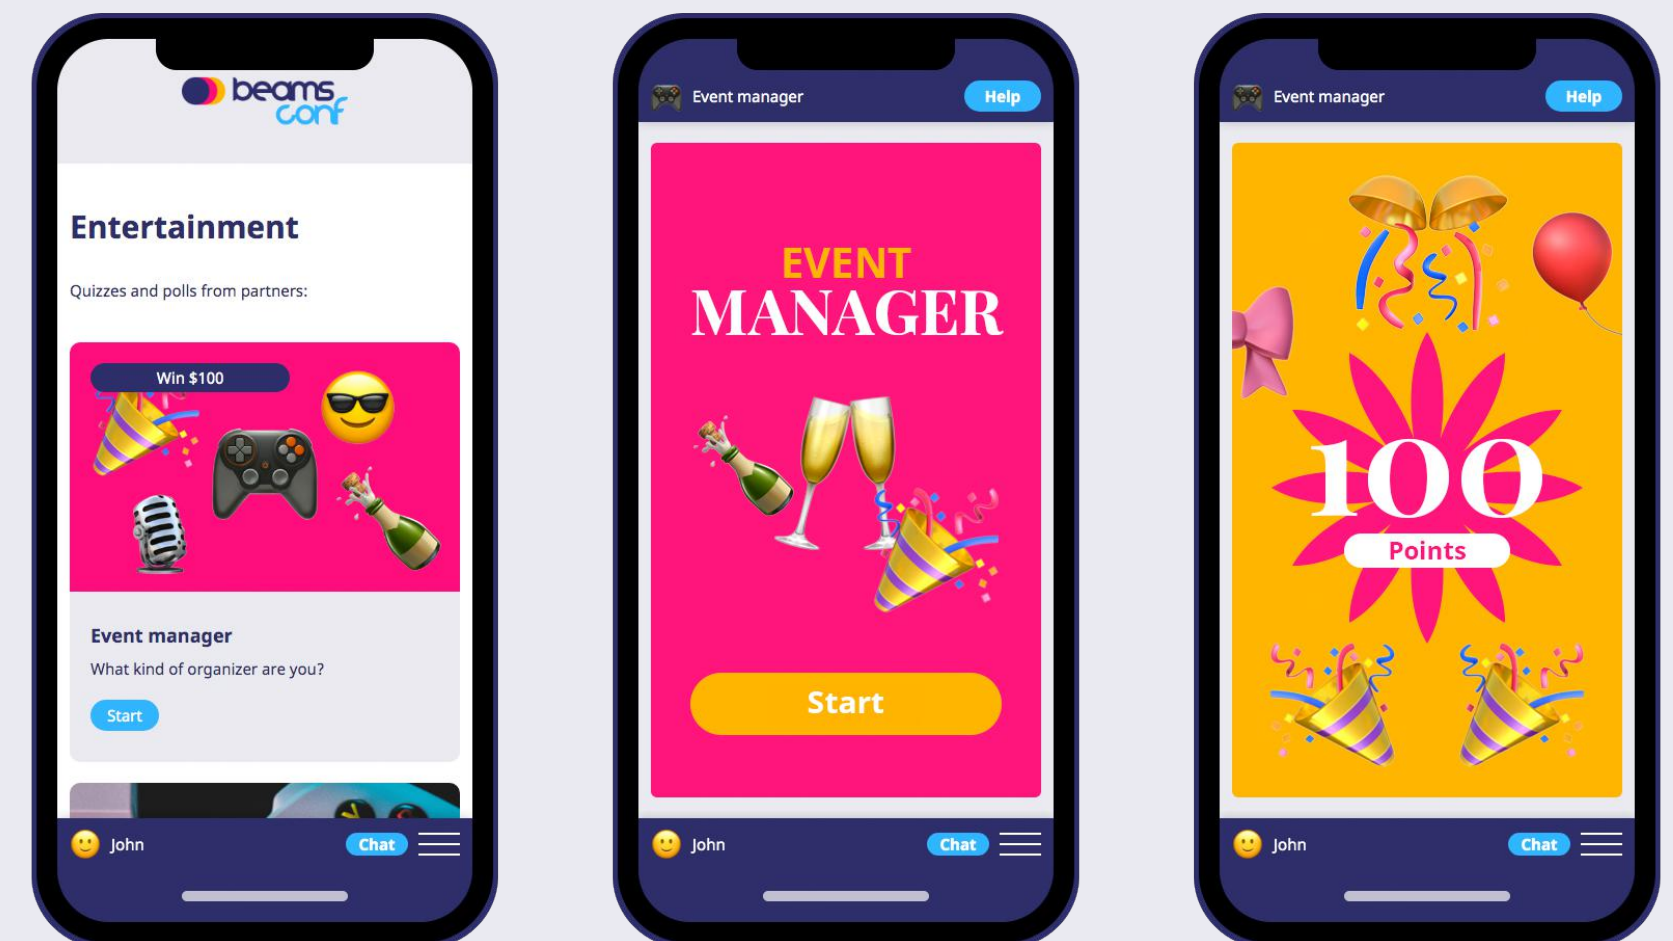 beams
conf
Entertainment
Quizzes and polls from partners:
Win $100
Event manager
What kind of organizer are you?
Start
John
Chat
Event manager
Help
EVENT
MANAGER
Start
John
Chat
Event manager
Help
100
Points
John
Chat